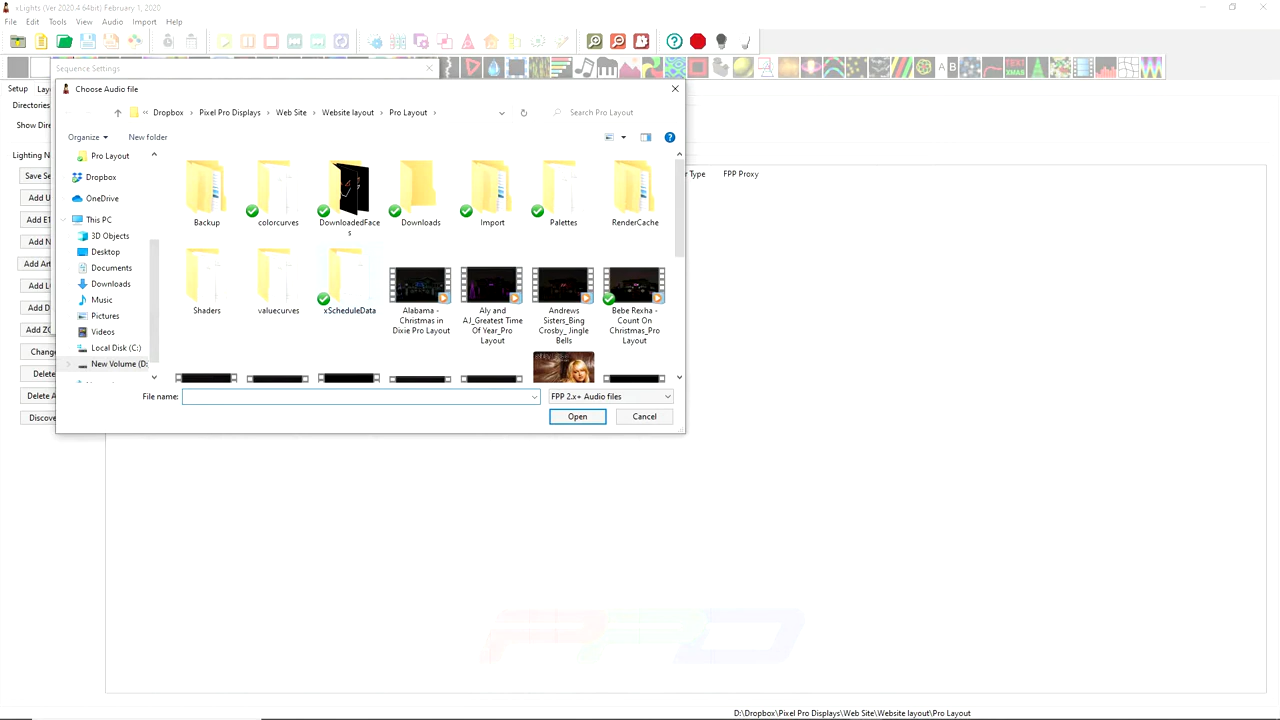 xLights (Ver 2020.4 64bit) February 1, 2020
File Edit Tools View Audio Import Help
Sequence Settings
Setup Lay
Choose Audio file
Directories
Dropbox Pixel Pro Displays Web Site Website layout Pro Layout
Search Pro Layout
Show Dire
Organize New folder
Lighting N
Pro Layout
Dropbox
OneDrive
This PC
3D Objects
Desktop
Documents
Downloads
Music
Pictures
Videos
Local Disk (C:)
New Volume (D:
Save Se
Add U
Add E1
Add N
Add Art
Add D
Add ZC
Chang
Delete
Delete A
Discove
r Type FPP Proxy
Backup colorcurves DownloadedFace
s
Downloads Import Palettes RenderCache
Shaders valuecurves xScheduleData
Alabama -
Christmas in
Dixie Pro Layout
Aly and
AJ_Greatest Time
Of Year_Pro
Layout
Andrews
Sisters_Bing
Crosby_ Jingle
Bells
Bebe Rexha -
Count On
Christmas_Pro
Layout
File name:
FPP 2.x+ Audio files
Open Cancel
PPD
D:\Dropbox\Pixel Pro Displays\Web Site\Website layout\Pro Layout